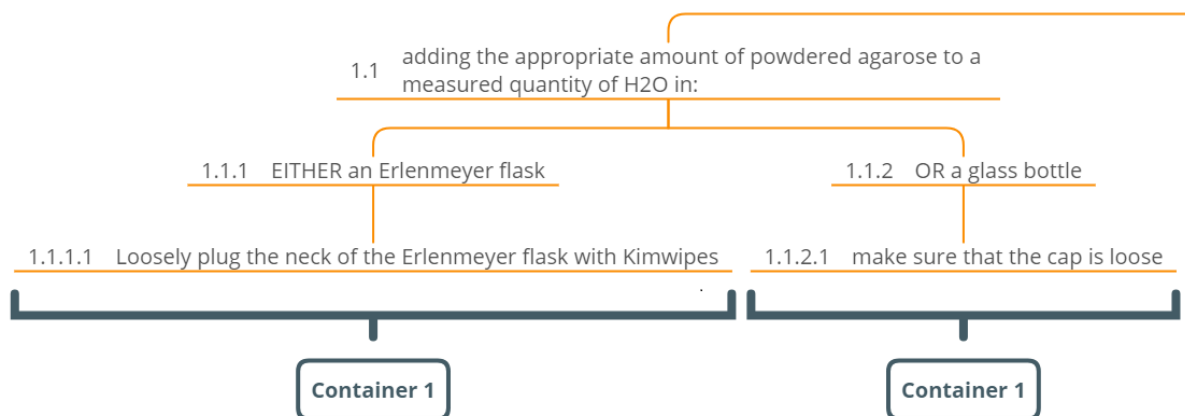 1.1 adding the appropriate amount of powdered agarose to a
measured quantity of H2O in:
1.1.1 EITHER an Erlenmeyer flask
1.1.2 OR a glass bottle
1.1.1.1 Loosely plug the neck of the Erlenmeyer flask with Kimwipes
.
1.1.2.1 make sure that the cap is loose
Container 1
Container 1